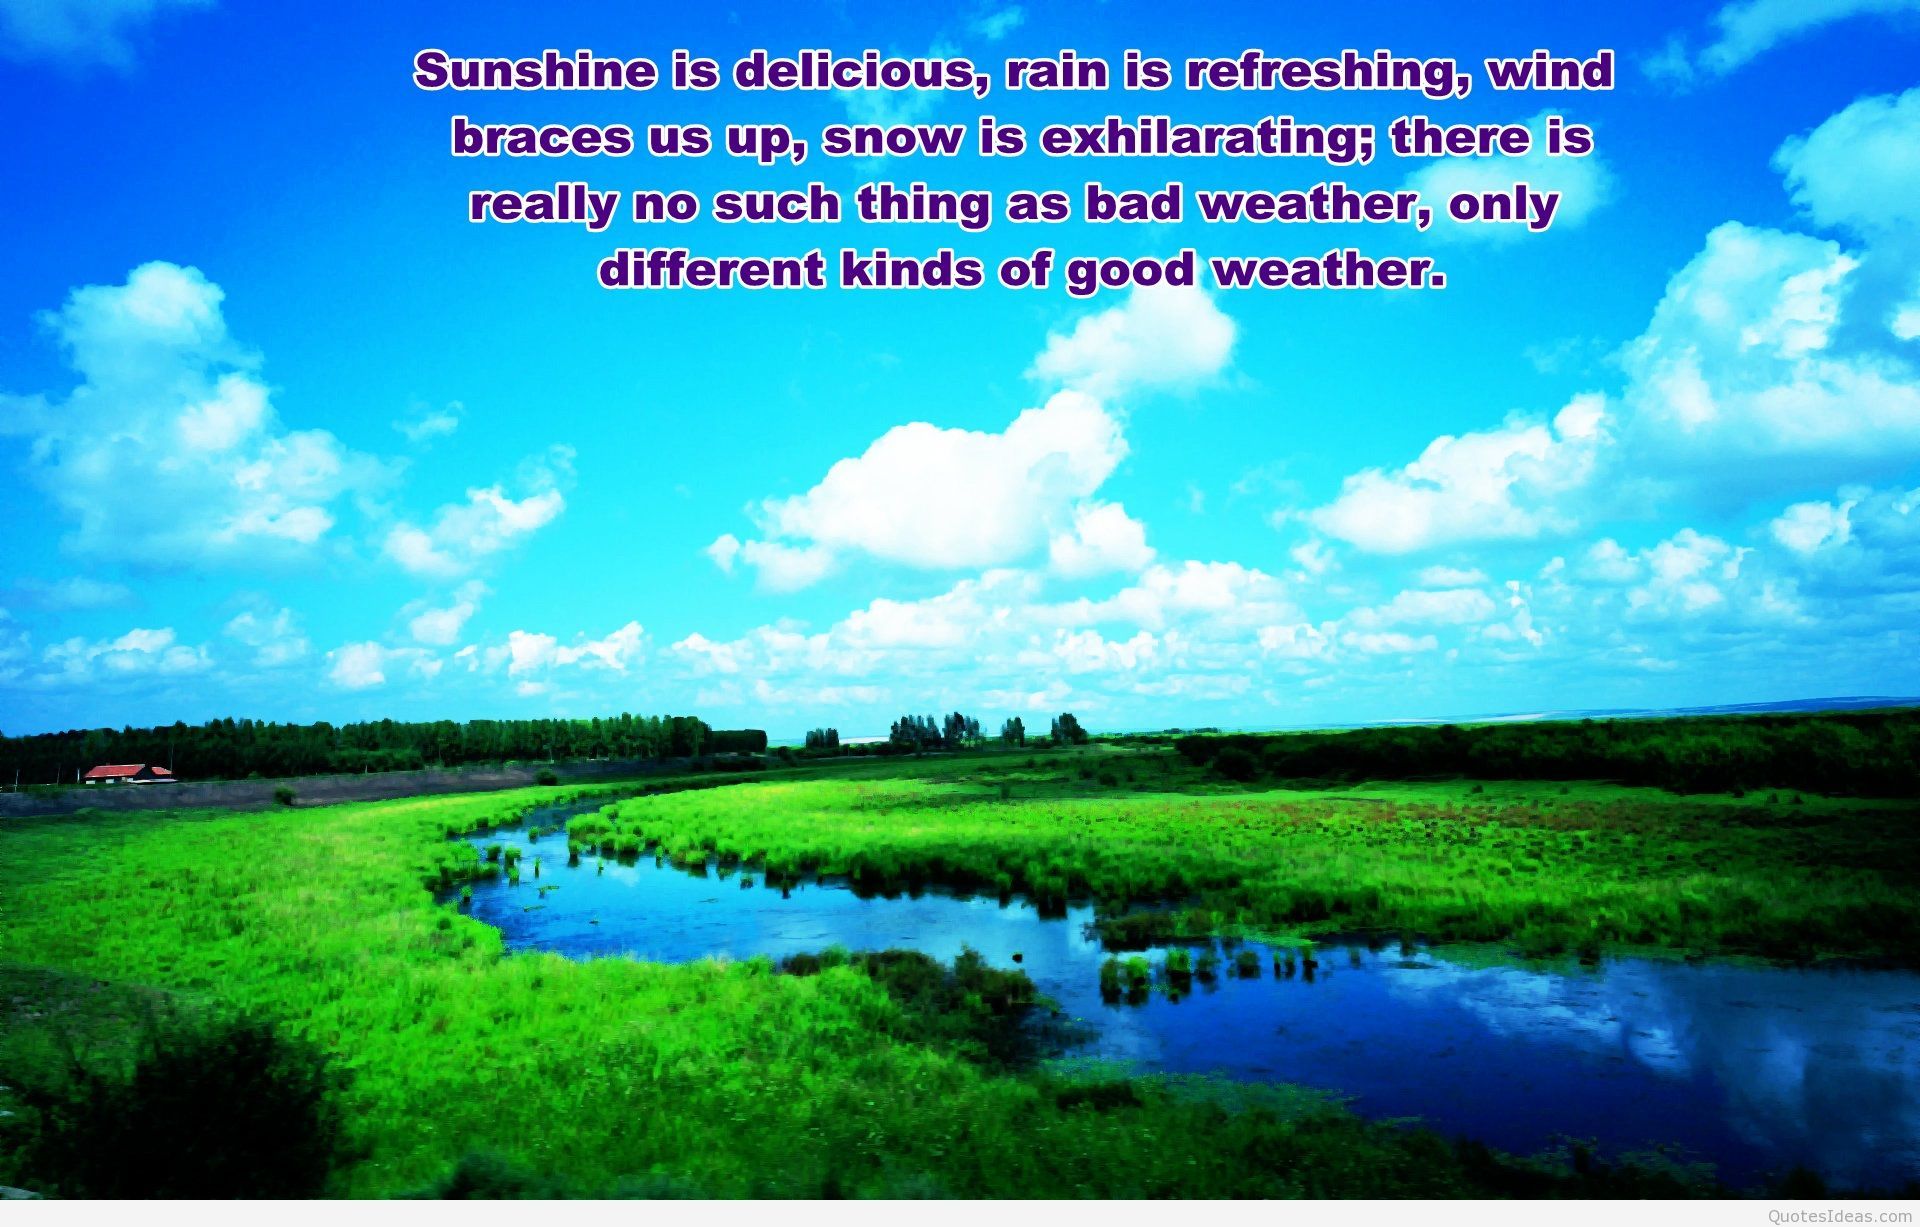 Sunshine is delicious, rain is refreshing, wind
braces us up, snow is exhilarating; there is
really no such thing as bad weather, only
different kinds of good weather.
QuotesIdeas.com